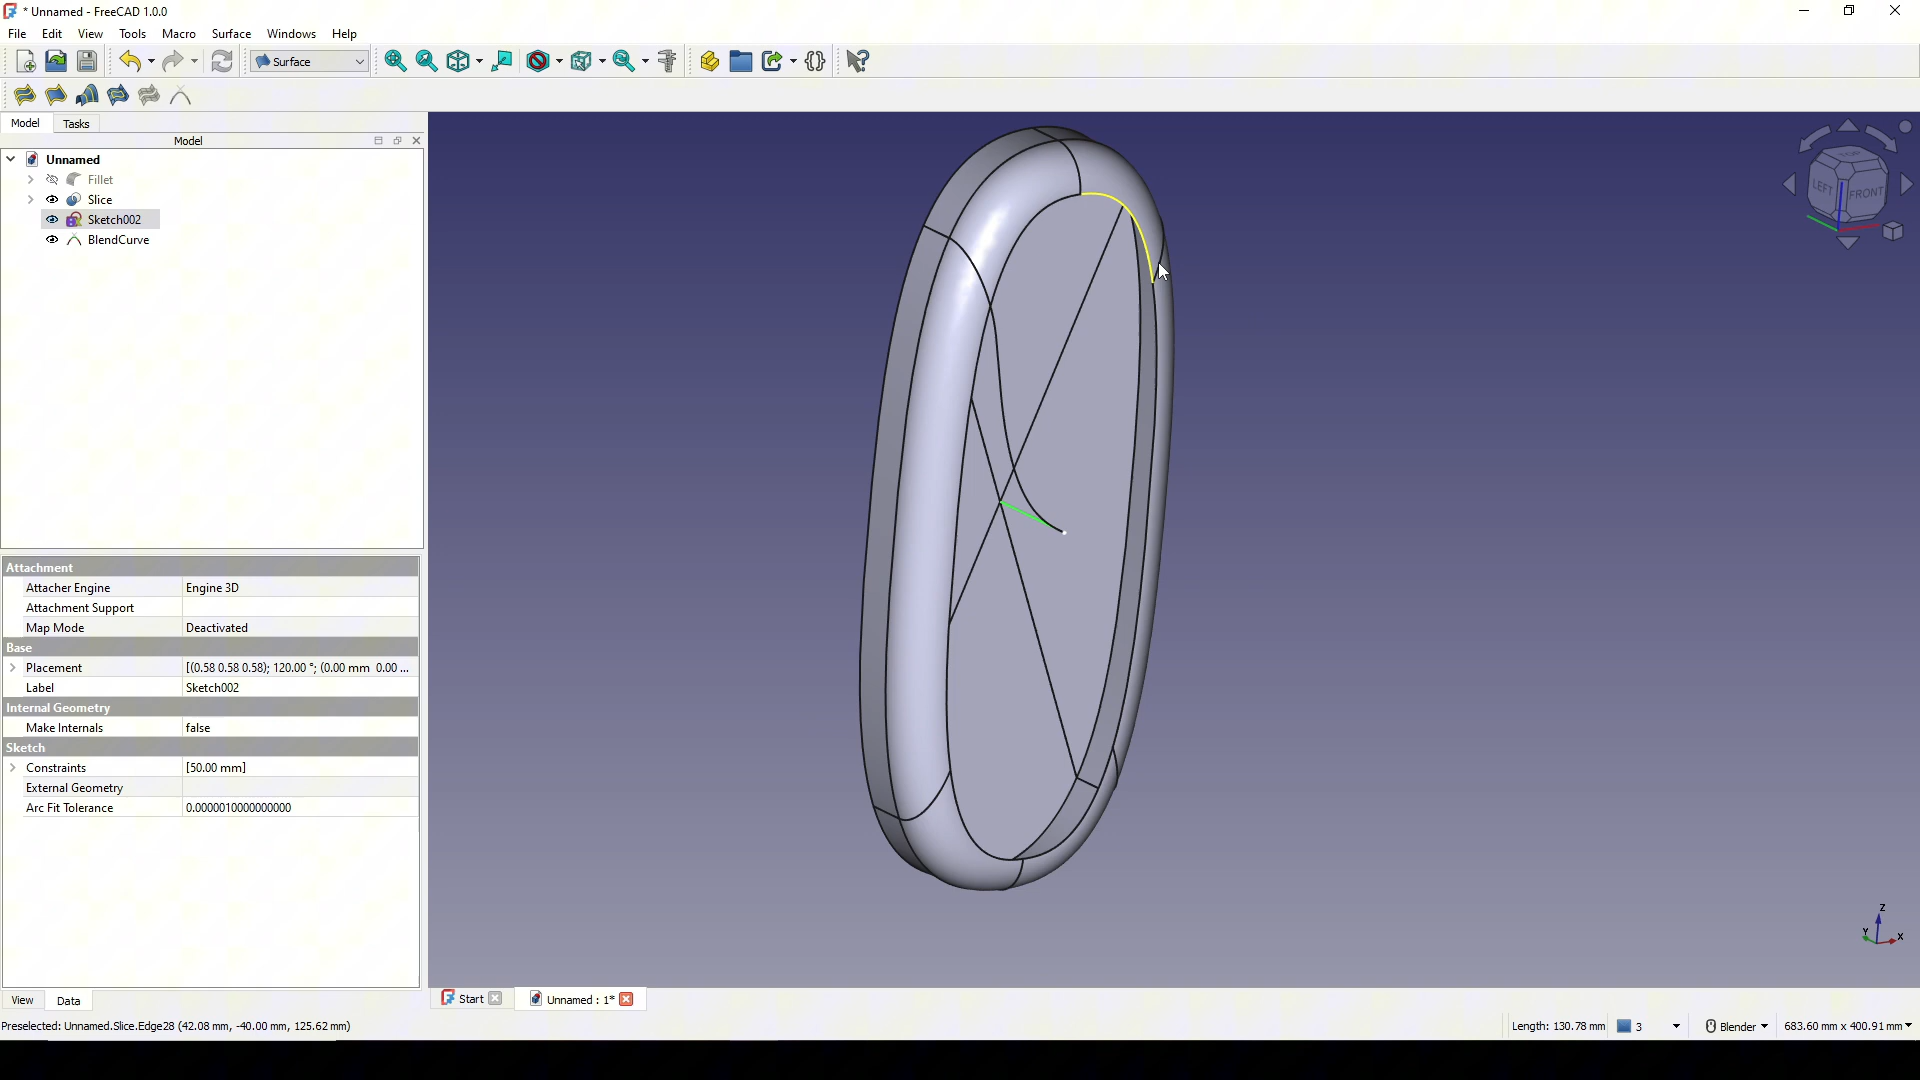 * Unnamed - FreeCAD 1.0.0
File Edit View Tools Macro Surface Windows Help
Surface
Model Tasks
Model
Unnamed
Fillet
Slice
Sketch002
BlendCurve
TOP
LEFT FRONT
Attachment
Attacher Engine Engine 3D
Attachment Support
Map Mode Deactivated
Base
Placement [(0.58 0.58 0.58); 120.00 °; (0.00 mm 0.00 ...
Label Sketch002
Internal Geometry
Make Internals false
Sketch
Constraints [50.00 mm]
External Geometry
Arc Fit Tolerance 0.0000010000000000
Z
Y X
View Data
Start Unnamed : 1*
Preselected: Unnamed.Slice.Edge28 (42.08 mm, -40.00 mm, 125.62 mm)
Length: 130.78 mm 3 Blender 683.60 mm x 400.91 mm